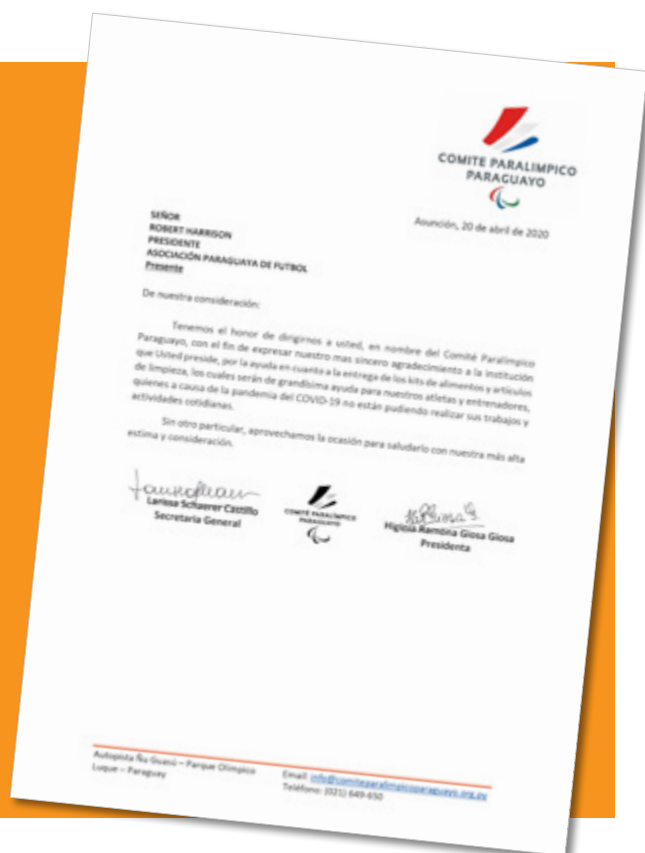 COMITE PARALIMPICO
PARAGUAYO
Asunción, 20 de abril de 2020
SEÑOR
ROBERT HARRISON
PRESIDENTE
ASOCIACIÓN PARAGUAYA DE FUTBOL
Presente
De nuestra consideración:
Tenemos el honor de dirigirnos a usted, en nombre del Comité Paralímpico
Paraguayo, con el fin de expresar nuestro mas sincero agradecimiento a la institución
que Usted preside, por la ayuda en cuanto a la entrega de los kits de alimentos y artículos
de limpieza, los cuales serán de grandísima ayuda para nuestros atletas y entrenadores,
quienes a causa de la pandemia del COVID-19 no están pudiendo realizar sus trabajos y
actividades cotidianas.
Sin otro particular, aprovechamos la ocasión para saludarlo con nuestra más alta
estima y consideración.
Larissa Schaerer Castillo
Secretaria General
COMITÉ PARALIMPICO
PARAGUAYO
Higinia Ramona Giosa Giosa
Presidenta
Autopista Ñu Guasú – Parque Olímpico
Luque – Paraguay
Email: info@comiteparalimpicoparaguayo.org.py
Teléfono: (021) 649-650